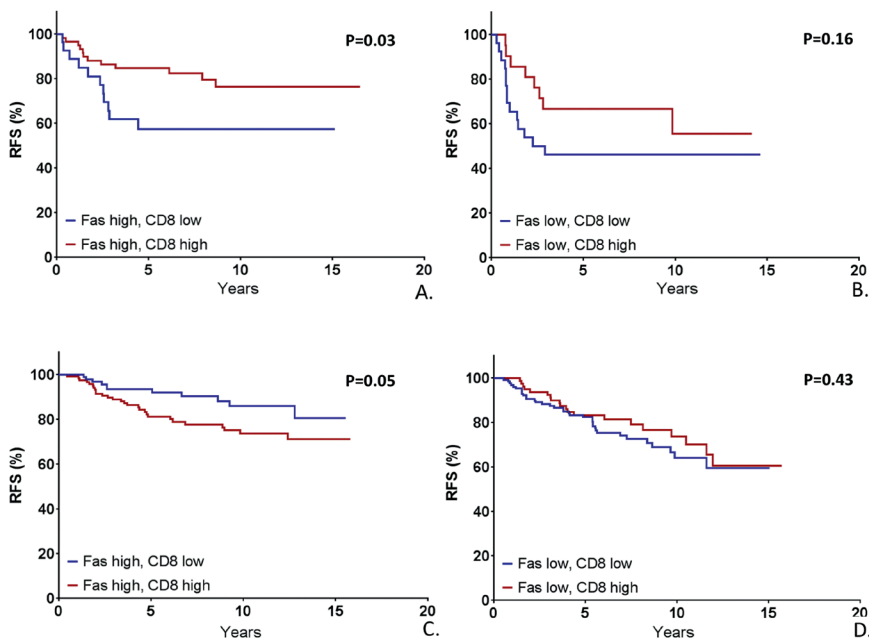 P=0.03
100
80
60
40
20
0
RFS (%)
Fas high, CD8 low
Fas high, CD8 high
0 5 10 15 20
Years
A.
P=0.16
100
80
60
40
20
0
RFS (%)
Fas low, CD8 low
Fas low, CD8 high
0 5 10 15 20
Years
B.
P=0.05
100
80
60
40
20
0
RFS (%)
Fas high, CD8 low
Fas high, CD8 high
0 5 10 15 20
Years
C.
P=0.43
100
80
60
40
20
0
RFS (%)
Fas low, CD8 low
Fas low, CD8 high
0 5 10 15 20
Years
D.